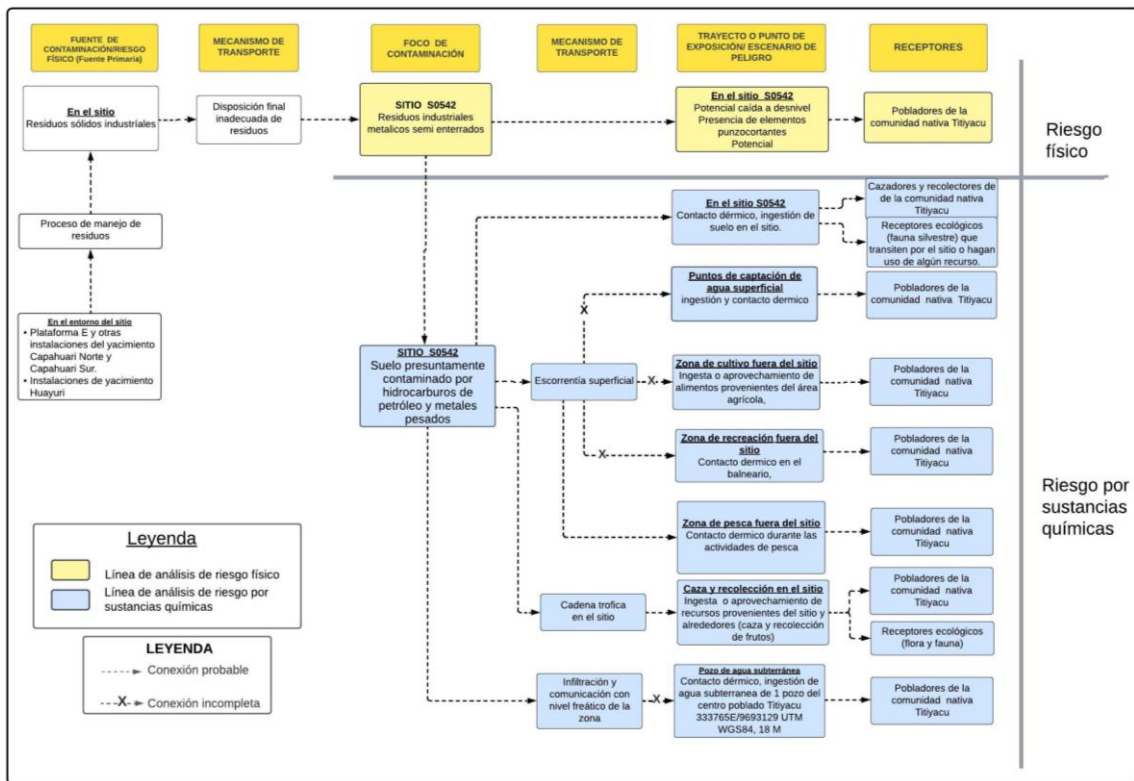 FUENTE DE
CONTAMINACIÓN/RIESGO
FÍSICO (Fuente Primaria)
MECANISMO DE
TRANSPORTE
FOCO DE
CONTAMINACIÓN
MECANISMO DE
TRANSPORTE
TRAYECTO O PUNTO DE
EXPOSICIÓN/ ESCENARIO DE
PELIGRO
RECEPTORES
En el sitio
Residuos sólidos industríales
Disposición final
inadecuada de
residuos
SITIO S0542
Residuos industriales
metalicos semi enterrados
En el sitio S0542
Potencial caída a desnivel
Presencia de elementos
punzocortantes
Potencial
Pobladores de la
comunidad nativa Titiyacu
Riesgo
físico
Proceso de manejo de
residuos
En el entorno del sitio
• Plataforma E y otras
instalaciones del yacimiento
Capahuari Norte y
Capahuari Sur.
• Instalaciones de yacimiento
Huayuri
En el sitio S0542
Contacto dérmico, ingestión de
suelo en el sitio.
Cazadores y recolectores de
de la comunidad nativa
Titiyacu
Receptores ecológicos
(fauna silvestre) que
transiten por el sitio o hagan
uso de algún recurso.
Puntos de captación de
agua superficial
ingestión y contacto dermico
Pobladores de la
comunidad nativa Titiyacu
X
SITIO S0542
Suelo presuntamente
contaminado por
hidrocarburos de
petróleo y metales
pesados
Escorrentía superficial
X
Zona de cultivo fuera del sitio
Ingesta o aprovechamiento de
alimentos provenientes del área
agrícola,
Pobladores de la
comunidad nativa
Titiyacu
X
Zona de recreación fuera del
sitio
Contacto dermico en el
balneario,
Pobladores de la
comunidad nativa
Titiyacu
Riesgo por
sustancias
químicas
Zona de pesca fuera del sitio
Contacto dermico durante las
actividades de pesca
Pobladores de la
comunidad nativa
Titiyacu
Cadena trofica
en el sitio
Caza y recolección en el sitio
Ingesta o aprovechamiento de
recursos provenientes del sitio y
alrededores (caza y recolección
de frutos)
Pobladores de la
comunidad nativa
Titiyacu
Receptores ecológicos
(flora y fauna)
Infiltración y
comunicación con
nivel freático de la
zona
X
Pozo de agua subterránea
Contacto dérmico, ingestión de
agua subterranea de 1 pozo del
centro poblado Titiyacu
333765E/9693129 UTM
WGS84, 18 M
Pobladores de la
comunidad nativa
Titiyacu
Leyenda
Línea de análisis de riesgo físico
Línea de análisis de riesgo por
sustancias químicas
LEYENDA
Conexión probable
X Conexión incompleta